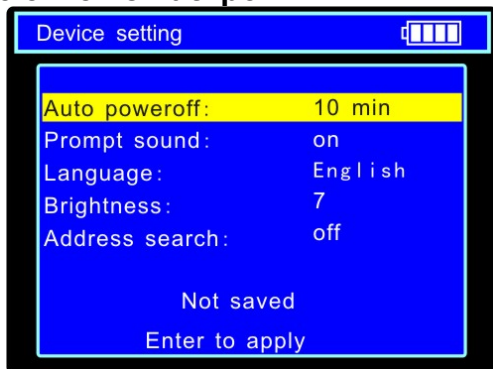 Device setting
Auto poweroff: 10 min
Prompt sound: on
Language: English
Brightness: 7
Address search: off
Not saved
Enter to apply